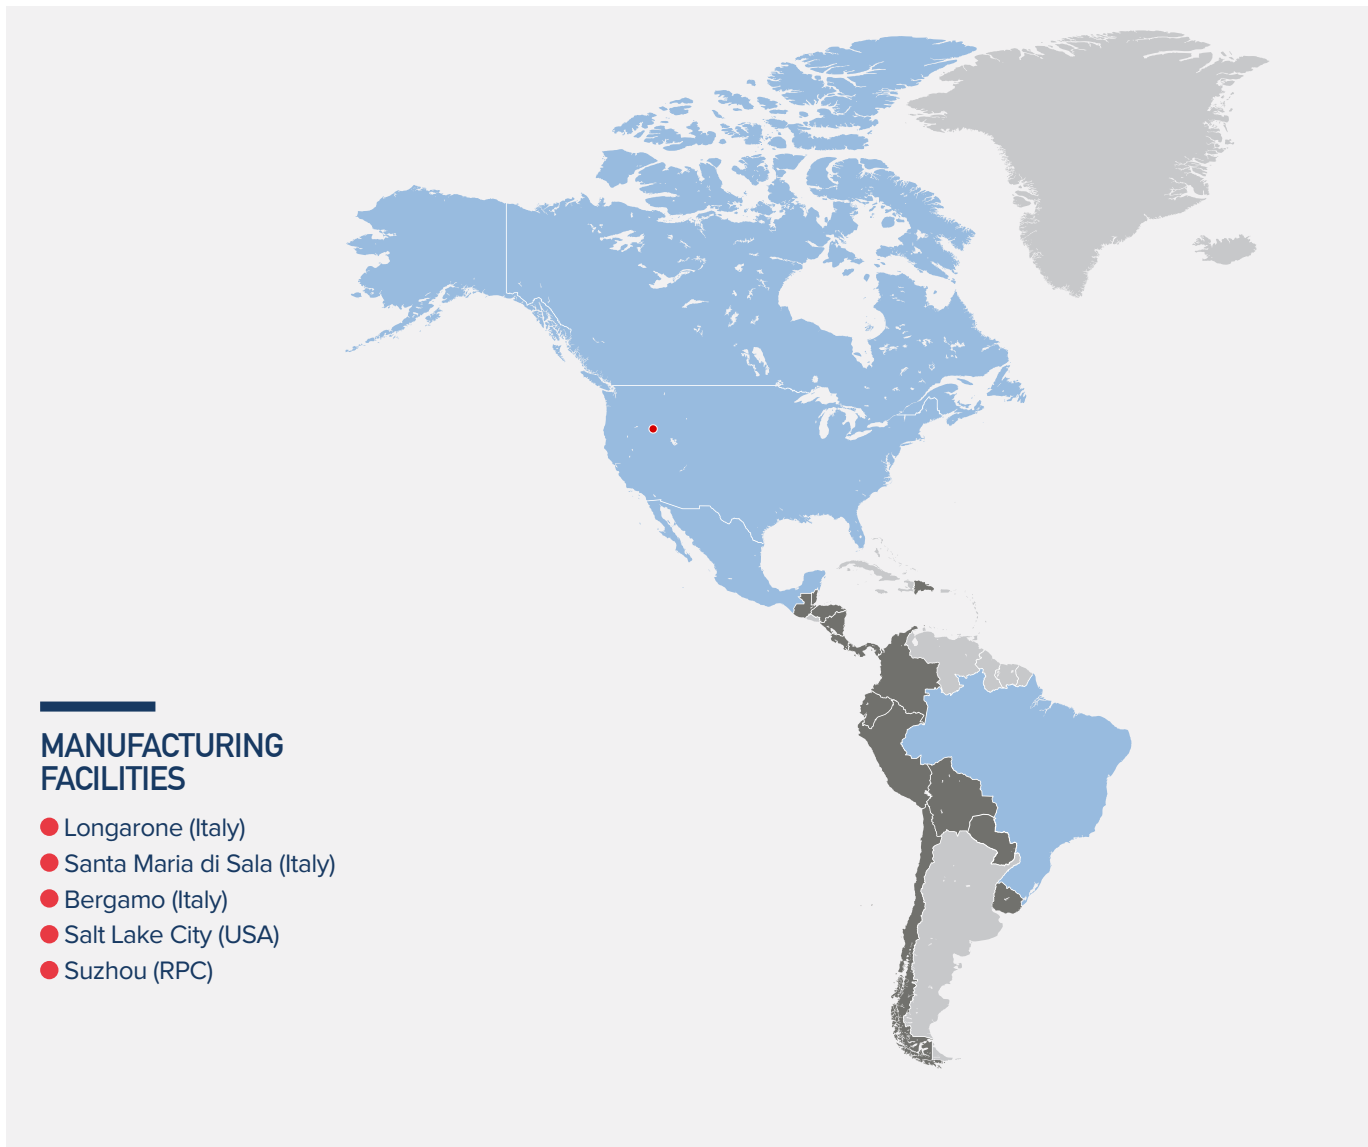 MANUFACTURING
FACILITIES
Longarone (Italy)
Santa Maria di Sala (Italy)
Bergamo (Italy)
Salt Lake City (USA)
Suzhou (RPC)